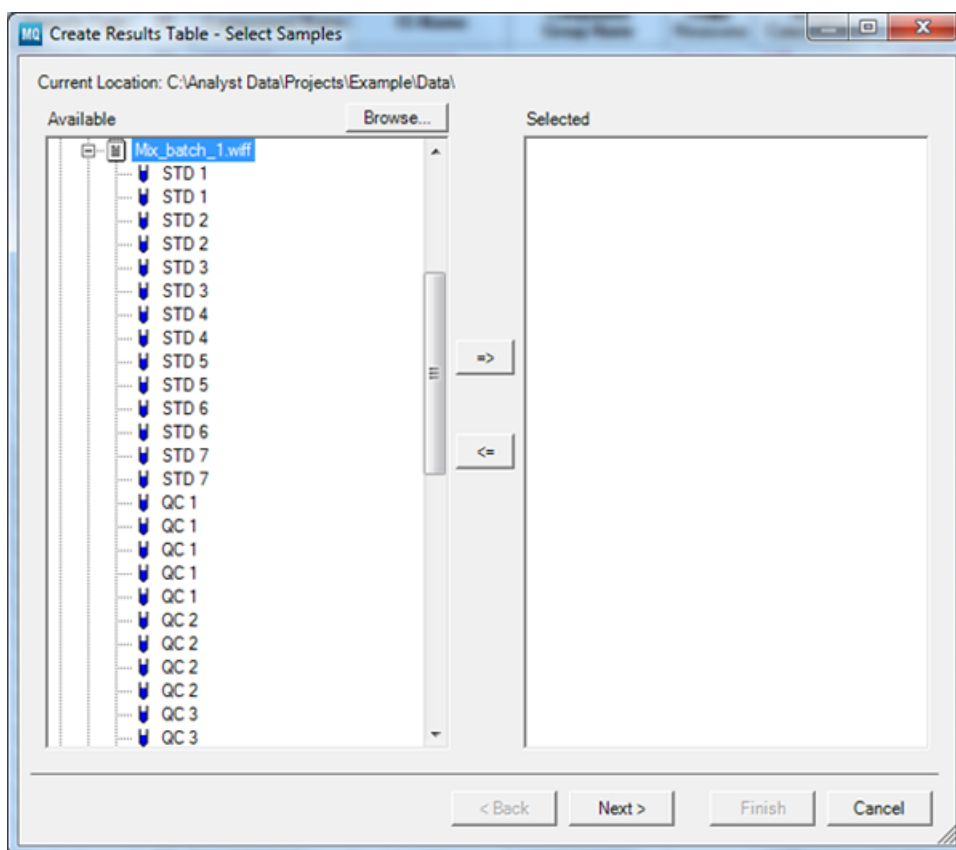 MQ Create Results Table - Select Samples
Current Location: C:\Analyst Data\Projects\Example\Data\
Available
Browse...
Selected
Mix_batch_1.wiff
STD 1
STD 1
STD 2
STD 2
STD 3
STD 3
STD 4
STD 4
STD 5
STD 5
STD 6
STD 6
STD 7
STD 7
QC 1
QC 1
QC 1
QC 1
QC 1
QC 2
QC 2
QC 2
QC 2
QC 3
QC 3
=>
<=
< Back
Next >
Finish
Cancel